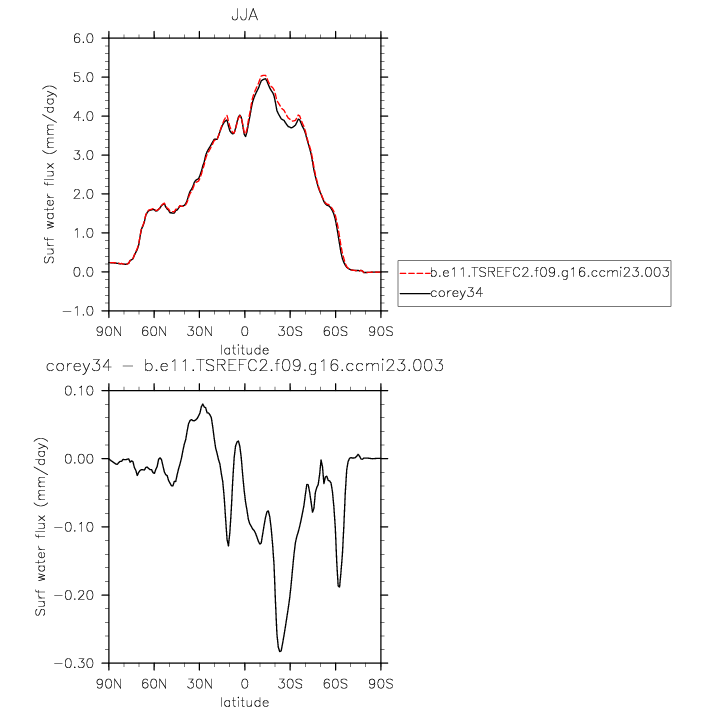 JJA
Surf water flux (mm/day)
6.0
5.0
4.0
3.0
2.0
1.0
0.0
−1.0
90N 60N 30N 0 30S 60S 90S
latitude
b.e11.TSREFC2.f09.g16.ccmi23.003
corey34
corey34 − b.e11.TSREFC2.f09.g16.ccmi23.003
Surf water flux (mm/day)
0.10
0.00
−0.10
−0.20
−0.30
90N 60N 30N 0 30S 60S 90S
latitude